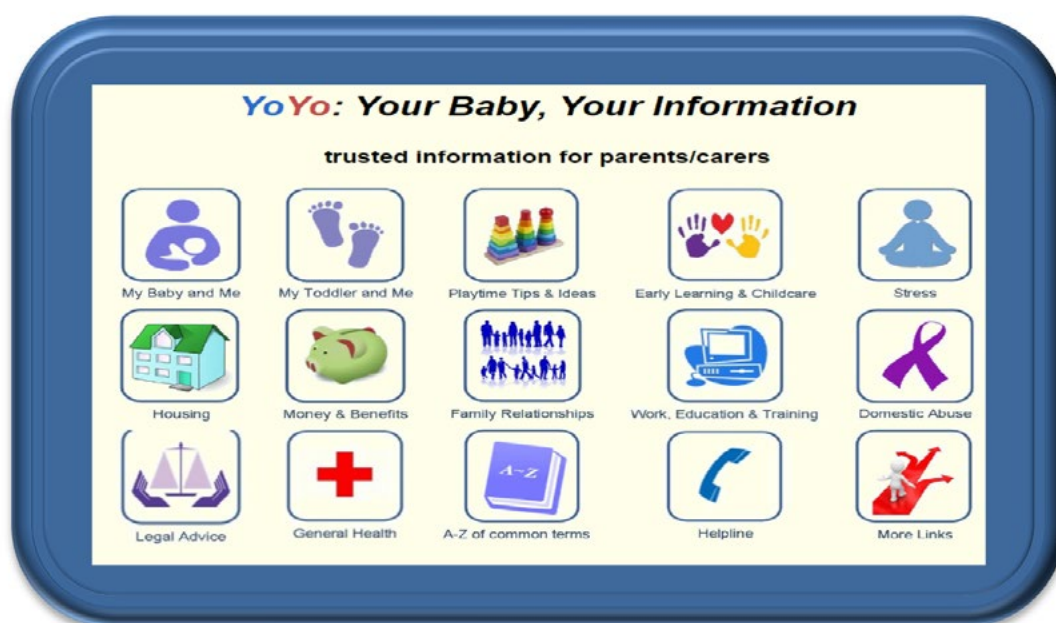 YoYo: Your Baby, Your Information
trusted information for parents/carers
My Baby and Me
My Toddler and Me
Playtime Tips & Ideas
Early Learning & Childcare
Stress
Housing
Money & Benefits
Family Relationships
Work, Education & Training
Domestic Abuse
A~Z
Legal Advice
General Health
A-Z of common terms
Helpline
More Links